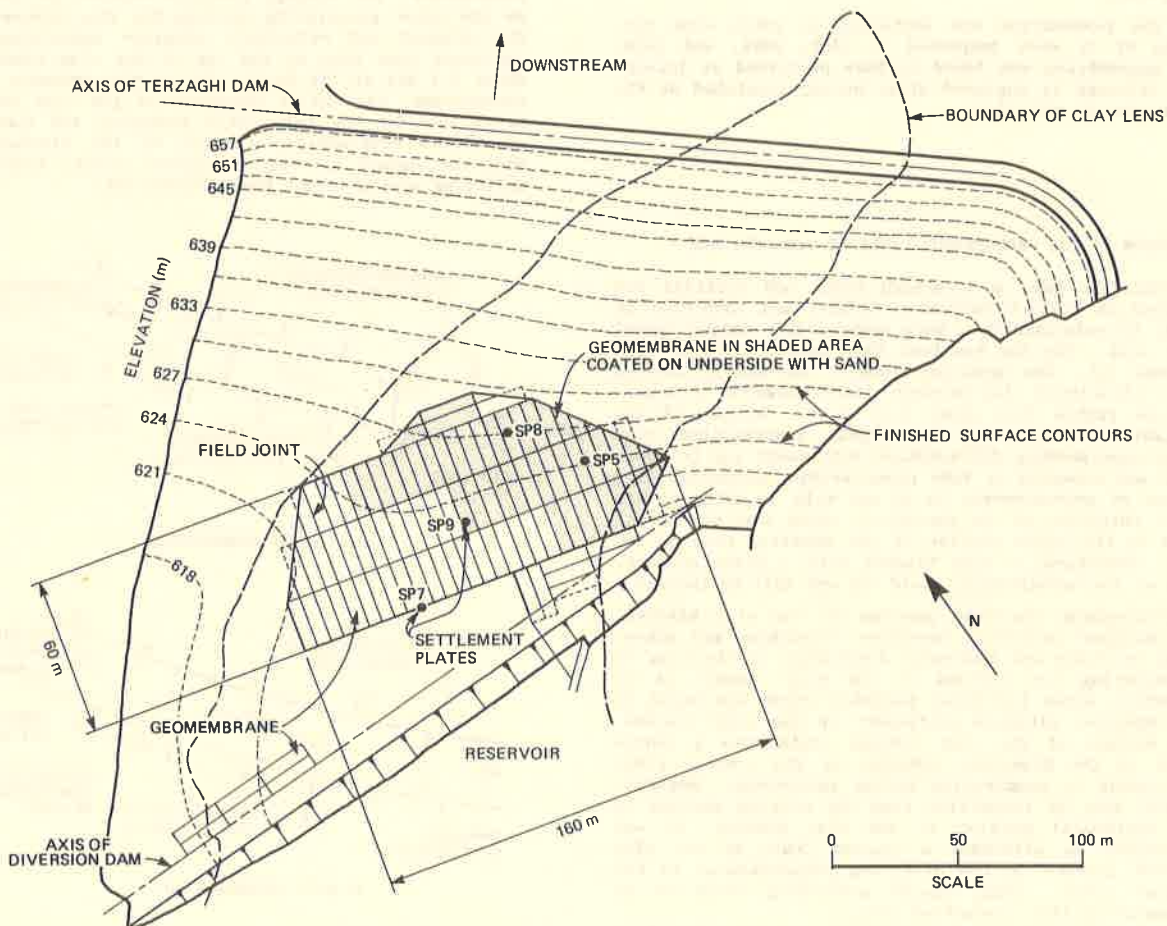 DOWNSTREAM
AXIS OF TERZAGHI DAM
BOUNDARY OF CLAY LENS
657
651
645
639
ELEVATION (m)
633
627
624
621
618
GEOMEMBRANE IN SHADED AREA
COATED ON UNDERSIDE WITH SAND
FINISHED SURFACE CONTOURS
FIELD JOINT
SP8
SP5
SP9
SP7
SETTLEMENT
PLATES
N
60 m
GEOMEMBRANE
RESERVOIR
160 m
AXIS OF
DIVERSION DAM
0 50 100 m
SCALE